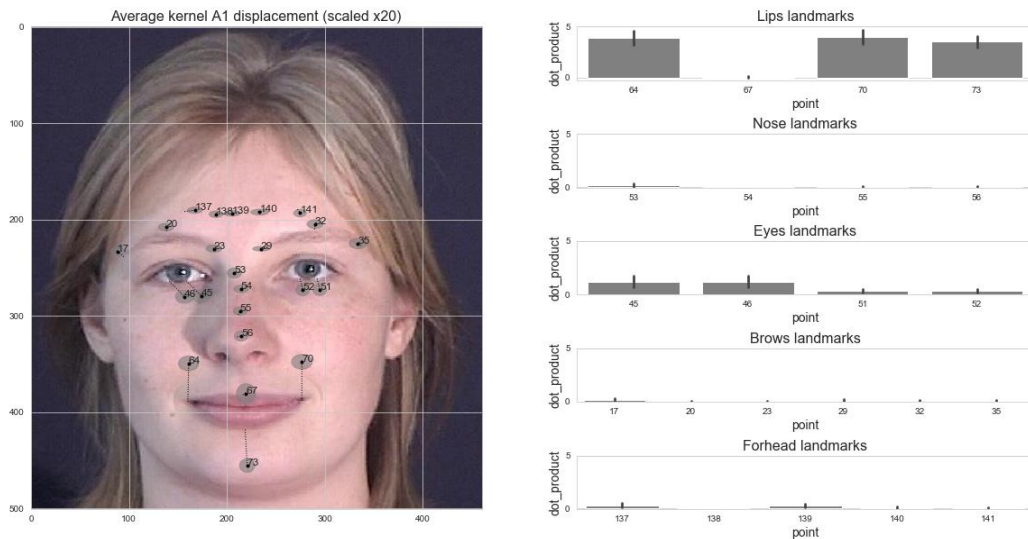 Average kernel A1 displacement (scaled x20)
0
100
200
300
400
500
0 100 200 300 400
137 138 139 140 141
20 32
17 23 29 35
53
54 52 51
46 45
55
56
64 70
67
73
Lips landmarks
dot_product
5
0
64 67 70 73
point
Nose landmarks
dot_product
5
0
53 54 55 56
point
Eyes landmarks
dot_product
5
0
45 46 51 52
point
Brows landmarks
dot_product
5
0
17 20 23 29 32 35
point
Forhead landmarks
dot_product
5
0
137 138 139 140 141
point